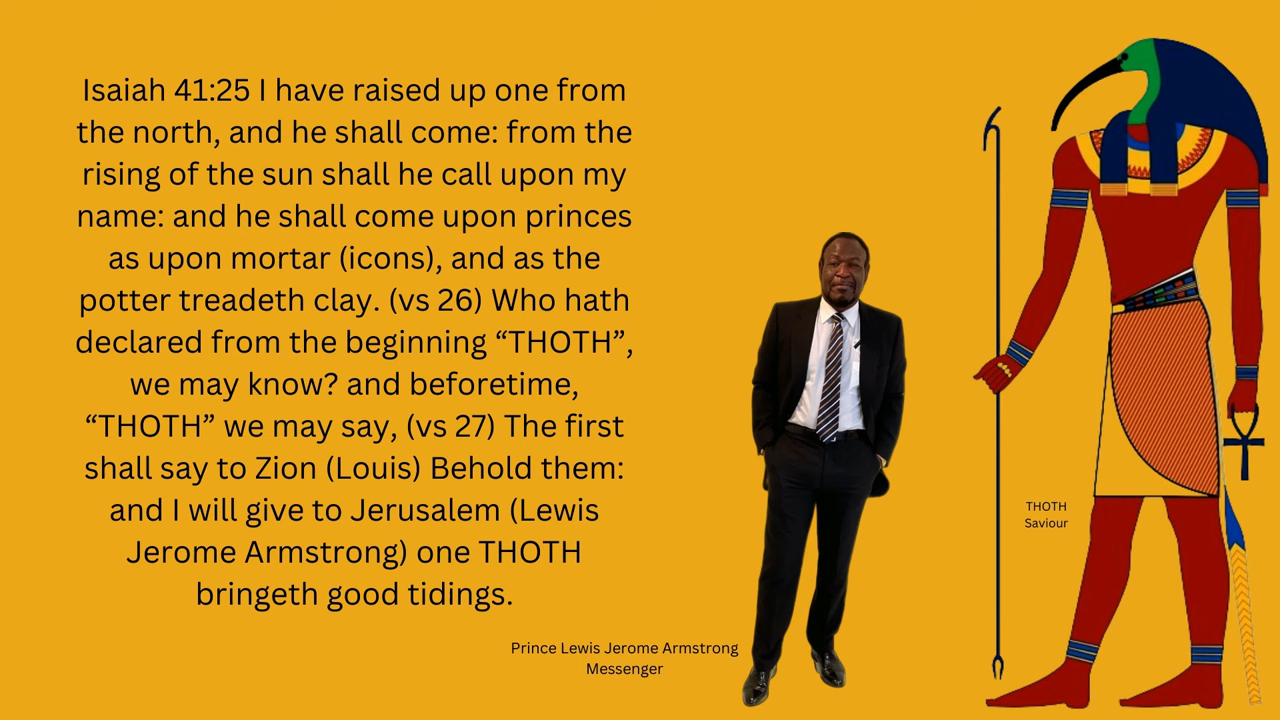 Isaiah 41:25 I have raised up one from
the north, and he shall come: from the
rising of the sun shall he call upon my
name: and he shall come upon princes
as upon mortar (icons), and as the
potter treadeth clay. (vs 26) Who hath
declared from the beginning “THOTH”,
we may know? and beforetime,
“THOTH” we may say, (vs 27) The first
shall say to Zion (Louis) Behold them:
and I will give to Jerusalem (Lewis
Jerome Armstrong) one THOTH
bringeth good tidings.
Prince Lewis Jerome Armstrong
Messenger
THOTH
Saviour